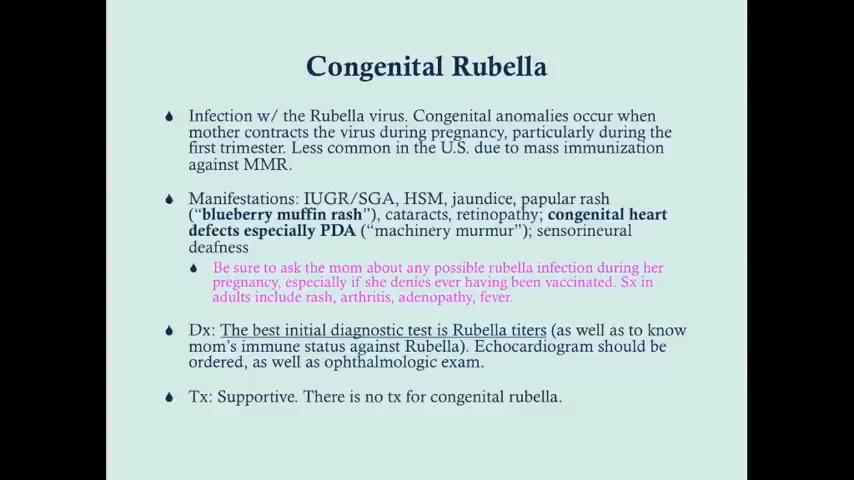 Congenital Rubella
Infection w/ the Rubella virus. Congenital anomalies occur when
mother contracts the virus during pregnancy, particularly during the
first trimester. Less common in the U.S. due to mass immunization
against MMR.
Manifestations: IUGR/SGA, HSM, jaundice, papular rash
(“blueberry muffin rash”), cataracts, retinopathy; congenital heart
defects especially PDA (“machinery murmur”); sensorineural
deafness
Be sure to ask the mom about any possible rubella infection during her
pregnancy, especially if she denies ever having been vaccinated. Sx in
adults include rash, arthritis, adenopathy, fever.
Dx: The best initial diagnostic test is Rubella titers (as well as to know
mom’s immune status against Rubella). Echocardiogram should be
ordered, as well as ophthalmologic exam.
Tx: Supportive. There is no tx for congenital rubella.